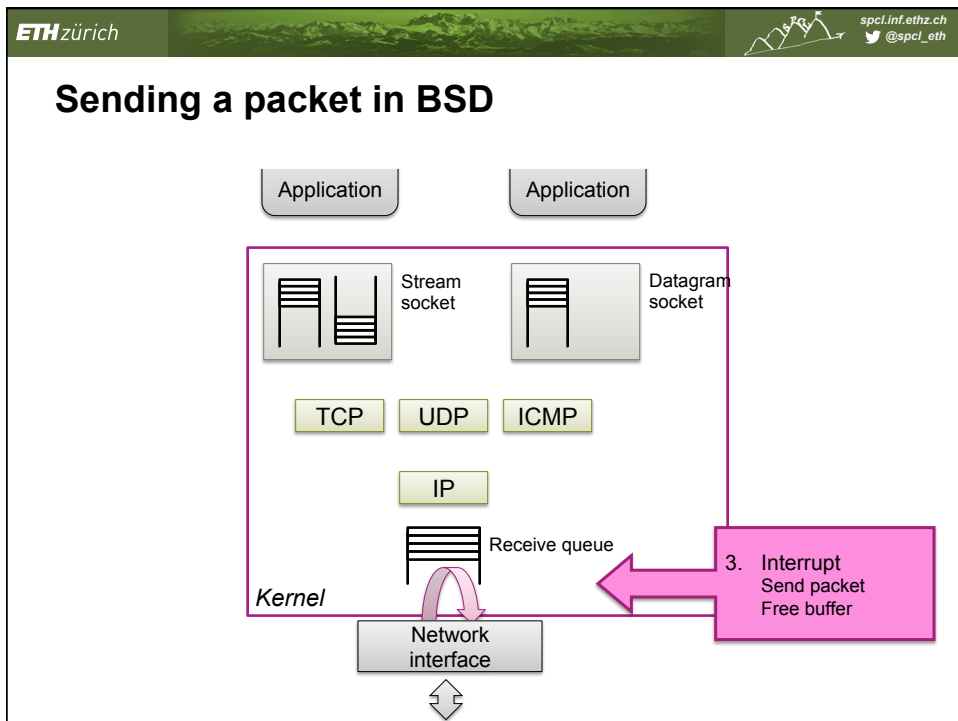 ETH zürich
spcl.inf.ethz.ch
@spcl_eth
Sending a packet in BSD
Application
Application
Stream
socket
Datagram
socket
TCP
UDP
ICMP
IP
Receive queue
3. Interrupt
Send packet
Free buffer
Kernel
Network
interface